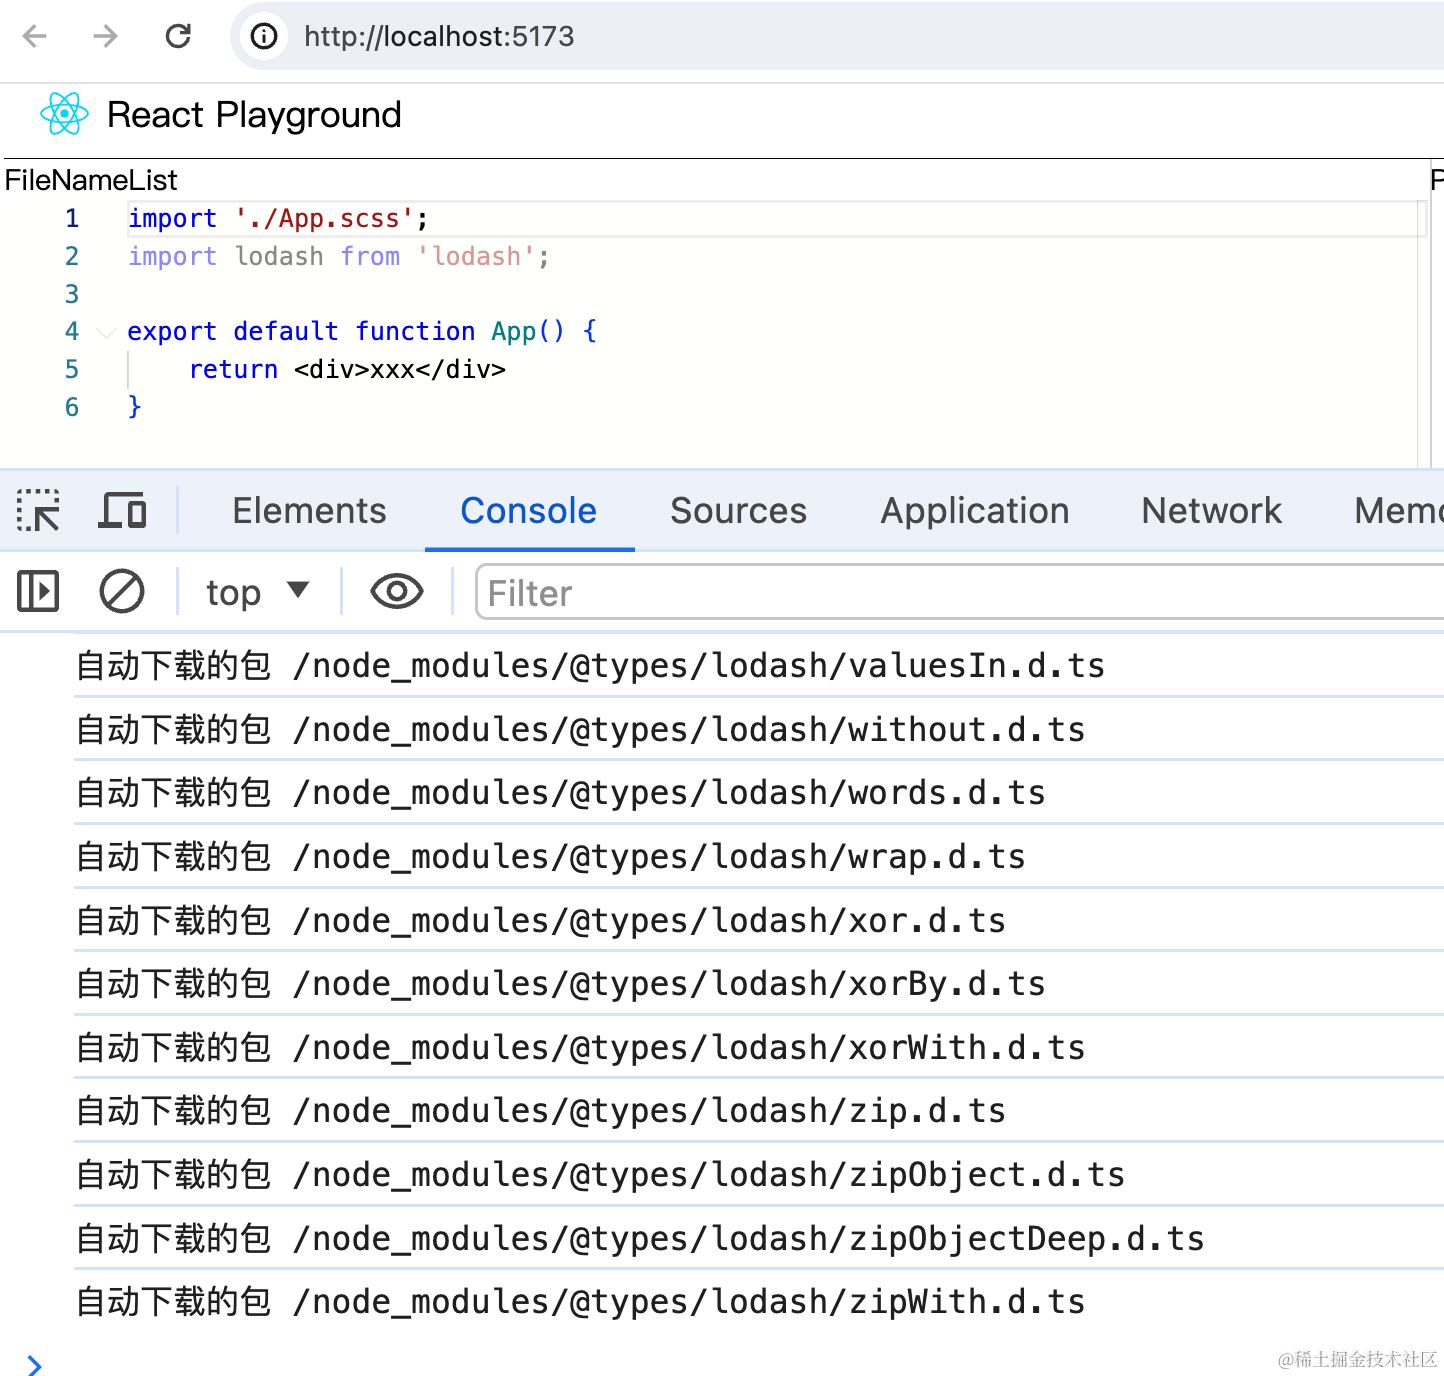 http://localhost:5173
React Playground
FileNameList
P
1 import './App.scss';
2 import lodash from 'lodash';
3
4 export default function App() {
5 return <div>xxx</div>
6 }
Elements Console Sources Application Network Memo
top Filter
自动下载的包 /node_modules/@types/lodash/valuesIn.d.ts
自动下载的包 /node_modules/@types/lodash/without.d.ts
自动下载的包 /node_modules/@types/lodash/words.d.ts
自动下载的包 /node_modules/@types/lodash/wrap.d.ts
自动下载的包 /node_modules/@types/lodash/xor.d.ts
自动下载的包 /node_modules/@types/lodash/xorBy.d.ts
自动下载的包 /node_modules/@types/lodash/xorWith.d.ts
自动下载的包 /node_modules/@types/lodash/zip.d.ts
自动下载的包 /node_modules/@types/lodash/zipObject.d.ts
自动下载的包 /node_modules/@types/lodash/zipObjectDeep.d.ts
自动下载的包 /node_modules/@types/lodash/zipWith.d.ts
@稀土掘金技术社区